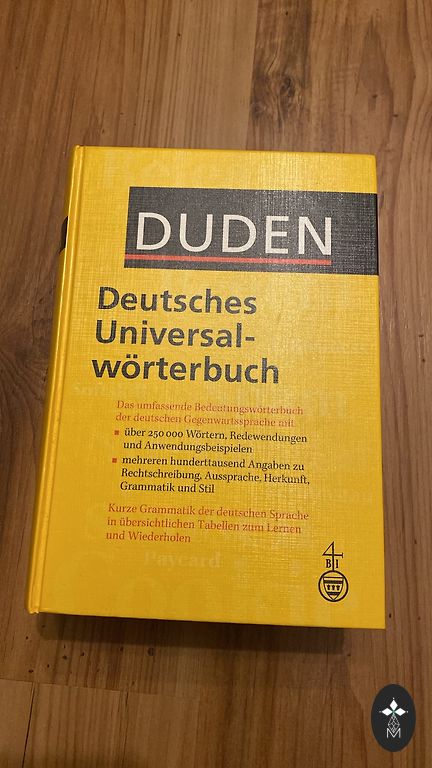 DUDEN
Deutsches
Universal-
wörterbuch
Das umfassende Bedeutungswörterbuch
der deutschen Gegenwartssprache mit
über 250 000 Wörtern, Redewendungen
und Anwendungsbeispielen
mehreren hunderttausend Angaben zu
Rechtschreibung, Aussprache, Herkunft,
Grammatik und Stil
Kurze Grammatik der deutschen Sprache
in übersichtlichen Tabellen zum Lernen
und Wiederholen
Paycard
4
B I
M